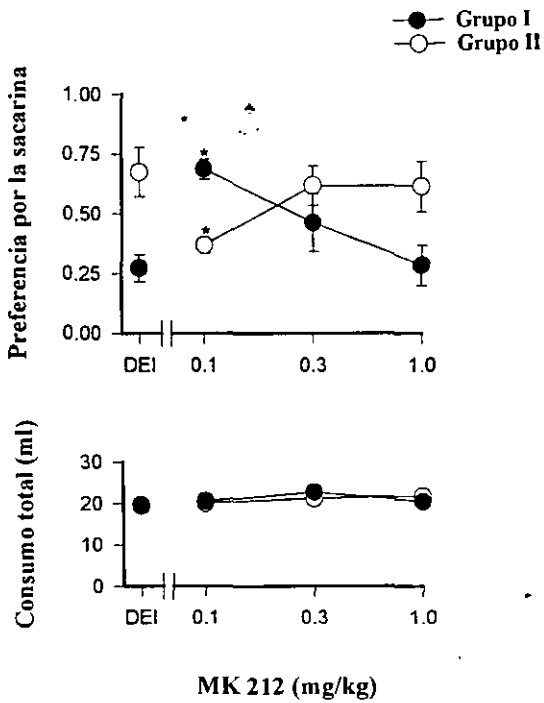 Grupo I
Grupo II
Preferencia por la sacarina
1.00
0.75
0.50
0.25
0.00
*
*
DEI
0.1
0.3
1.0
Consumo total (ml)
30
20
10
0
DEI
0.1
0.3
1.0
MK 212 (mg/kg)